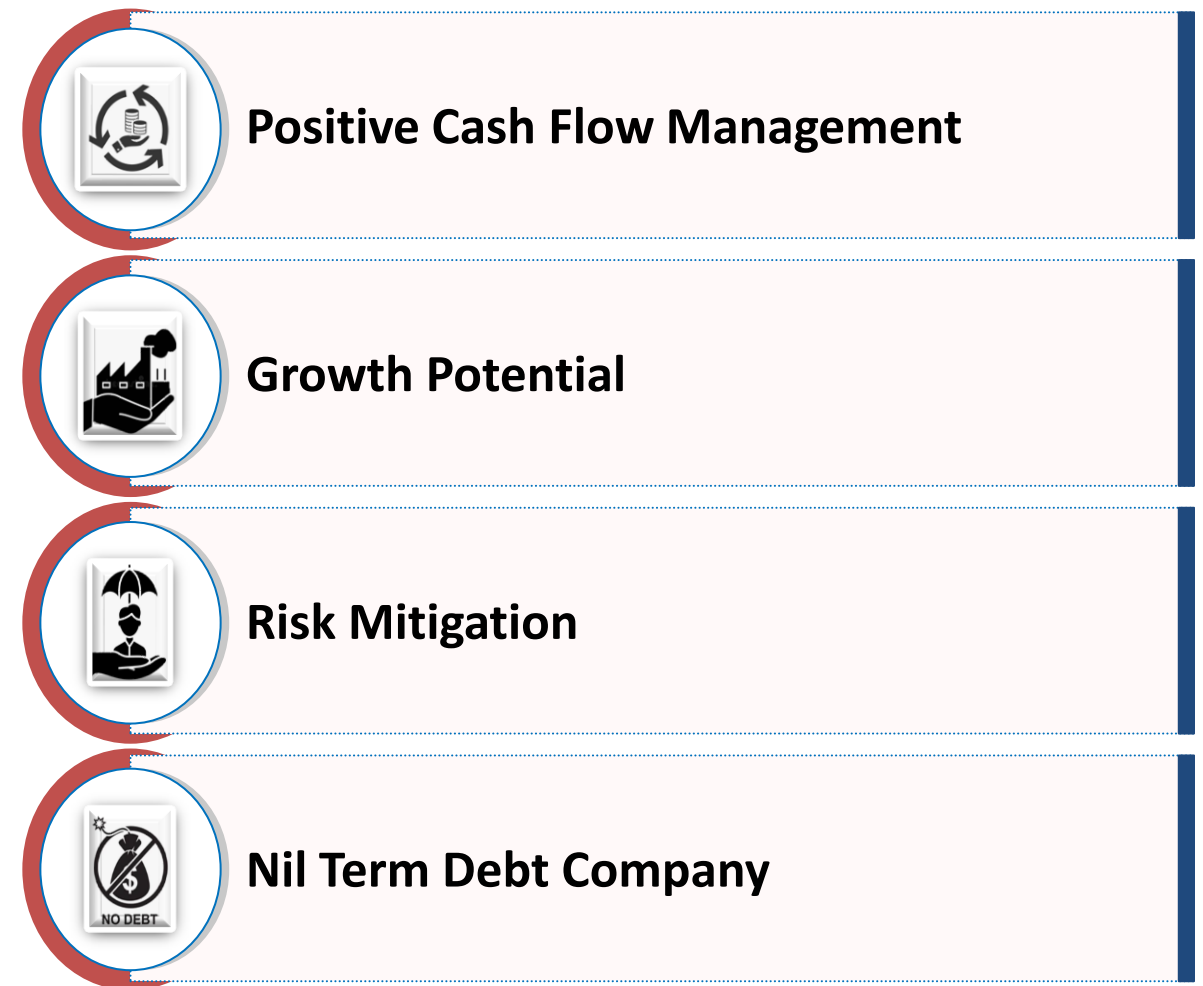 Positive Cash Flow Management
Growth Potential
Risk Mitigation
$
NO DEBT
Nil Term Debt Company